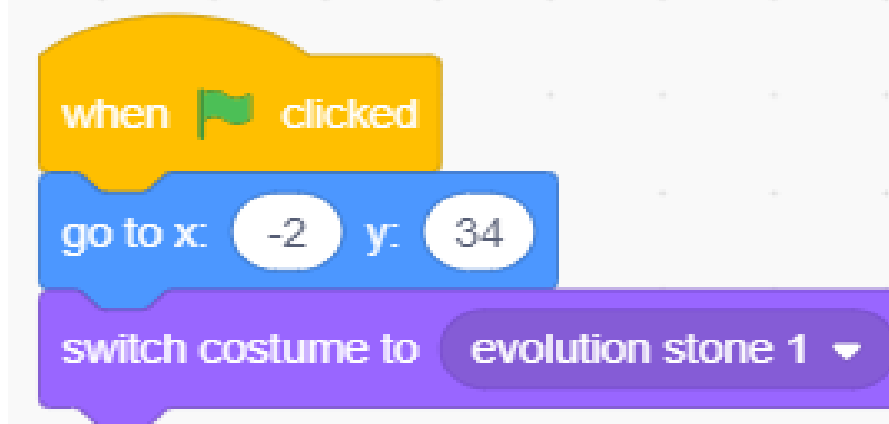 when clicked
go to x: -2 y: 34
switch costume to evolution stone 1